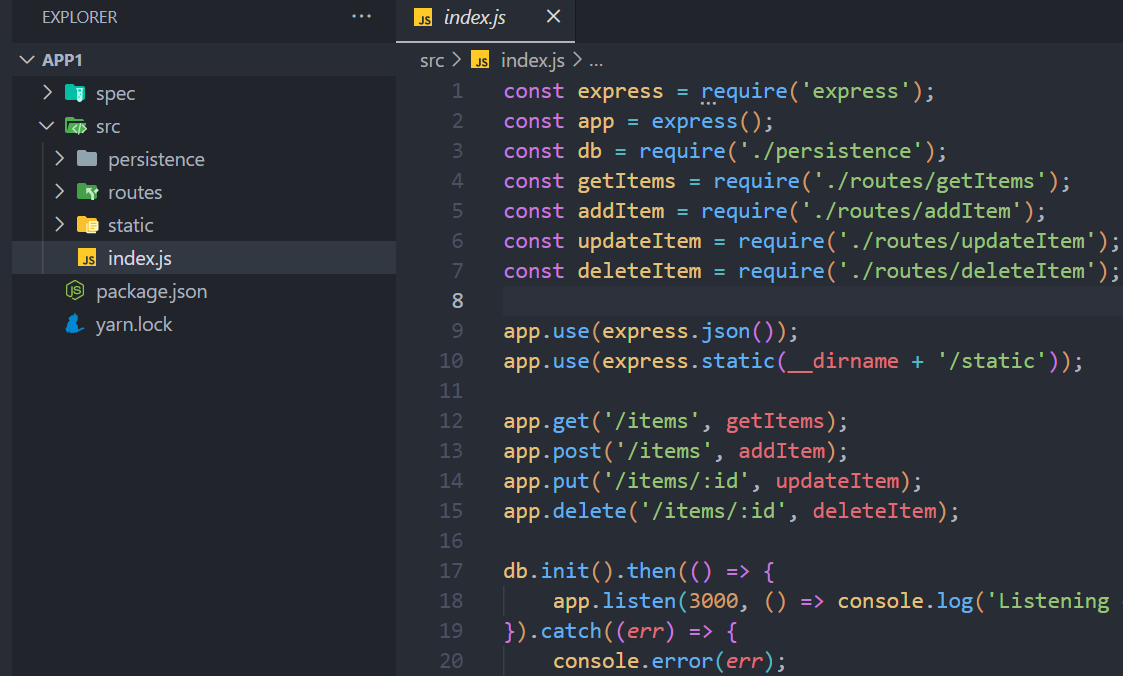 EXPLORER
...
APP1
spec
src
persistence
routes
static
JS index.js
JS package.json
yarn.lock
JS index.js ×
src > JS index.js > ...
1 const express = require('express');
2 const app = express();
3 const db = require('./persistence');
4 const getItems = require('./routes/getItems');
5 const addItem = require('./routes/addItem');
6 const updateItem = require('./routes/updateItem');
7 const deleteItem = require('./routes/deleteItem');
8
9 app.use(express.json());
10 app.use(express.static(__dirname + '/static'));
11
12 app.get('/items', getItems);
13 app.post('/items', addItem);
14 app.put('/items/:id', updateItem);
15 app.delete('/items/:id', deleteItem);
16
17 db.init().then(() => {
18     app.listen(3000, () => console.log('Listening
19 }).catch((err) => {
20     console.error(err);